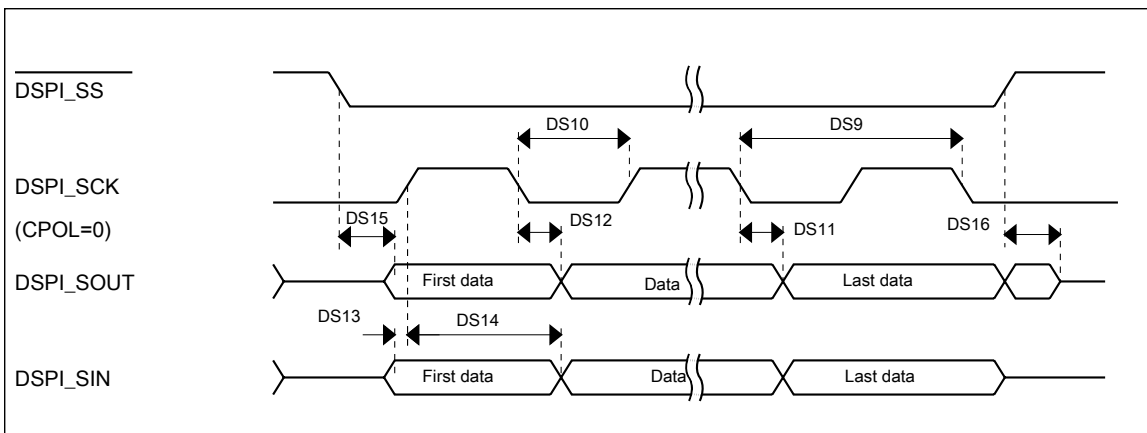 DSPI_SS
DS10
DS9
DSPI_SCK
(CPOL=0)
DS15
DS12
DS11
DS16
DSPI_SOUT
First data
Data
Last data
DS13
DS14
DSPI_SIN
First data
Data
Last data